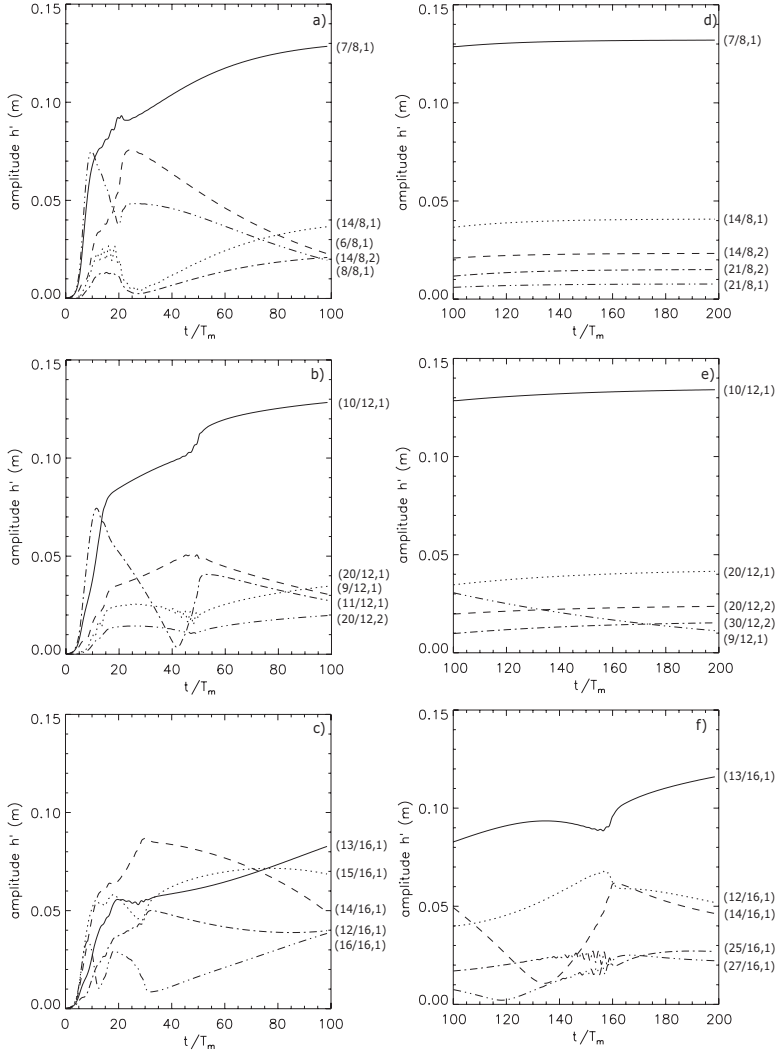 a)
amplitude h' (m)
0.15
0.10
0.05
0.00
0 20 40 60 80 100
t/Tm
(7/8,1)
(14/8,1)
(6/8,1)
(14/8,2)
(8/8,1)
d)
amplitude h' (m)
0.15
0.10
0.05
0.00
100 120 140 160 180 200
t/Tm
(7/8,1)
(14/8,1)
(14/8,2)
(21/8,2)
(21/8,1)
b)
amplitude h' (m)
0.15
0.10
0.05
0.00
0 20 40 60 80 100
t/Tm
(10/12,1)
(20/12,1)
(9/12,1)
(11/12,1)
(20/12,2)
e)
amplitude h' (m)
0.15
0.10
0.05
0.00
100 120 140 160 180 200
t/Tm
(10/12,1)
(20/12,1)
(20/12,2)
(30/12,2)
(9/12,1)
c)
amplitude h' (m)
0.15
0.10
0.05
0.00
0 20 40 60 80 100
t/Tm
(13/16,1)
(15/16,1)
(14/16,1)
(12/16,1)
(16/16,1)
f)
amplitude h' (m)
0.15
0.10
0.05
0.00
100 120 140 160 180 200
t/Tm
(13/16,1)
(12/16,1)
(14/16,1)
(25/16,1)
(27/16,1)